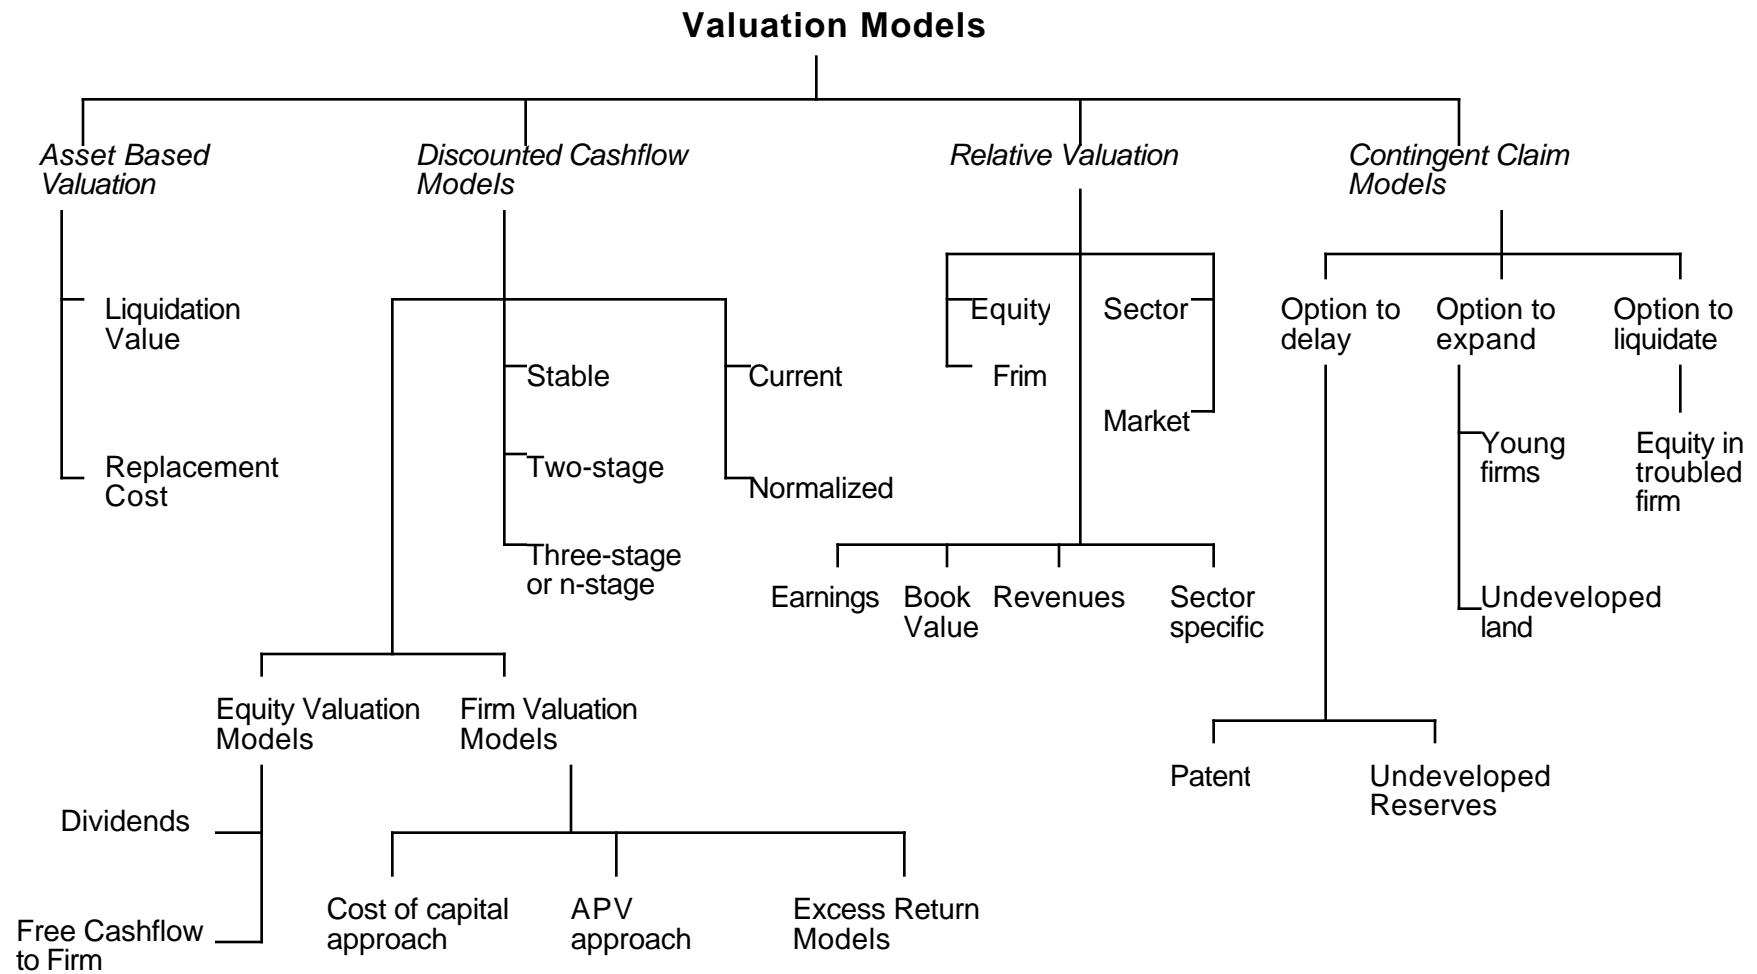 Valuation Models
Asset Based
Valuation
Discounted Cashflow
Models
Relative Valuation
Contingent Claim
Models
Liquidation
Value
Replacement
Cost
Stable
Two-stage
Three-stage
or n-stage
Current
Normalized
Equity Valuation
Models
Firm Valuation
Models
Dividends
Free Cashflow
to Firm
Cost of capital
approach
APV
approach
Excess Return
Models
Equity
Frim
Sector
Market
Earnings
Book
Value
Revenues
Sector
specific
Option to
delay
Option to
expand
Option to
liquidate
Young
firms
Undeveloped
land
Equity in
troubled
firm
Patent
Undeveloped
Reserves